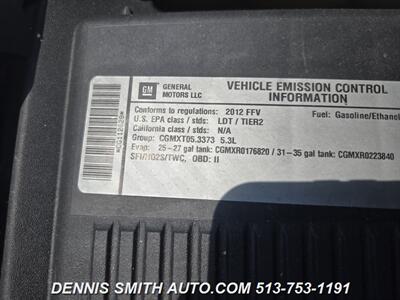 GM
GENERAL MOTORS LLC
VEHICLE EMISSION CONTROL INFORMATION
Conforms to regulations: 2012 FFV
Fuel: Gasoline/Ethanol
U.S. EPA class / stds: LDT / TIER2
California class / stds: N/A
Group: CGMXT05.3373 5.3L
Evap: 25-27 gal tank: CGMXR0176820 / 31-35 gal tank: CGMXR0223840
SFI/HO2S/TWC, OBD: II
DENNIS SMITH AUTO.COM 513-753-1191